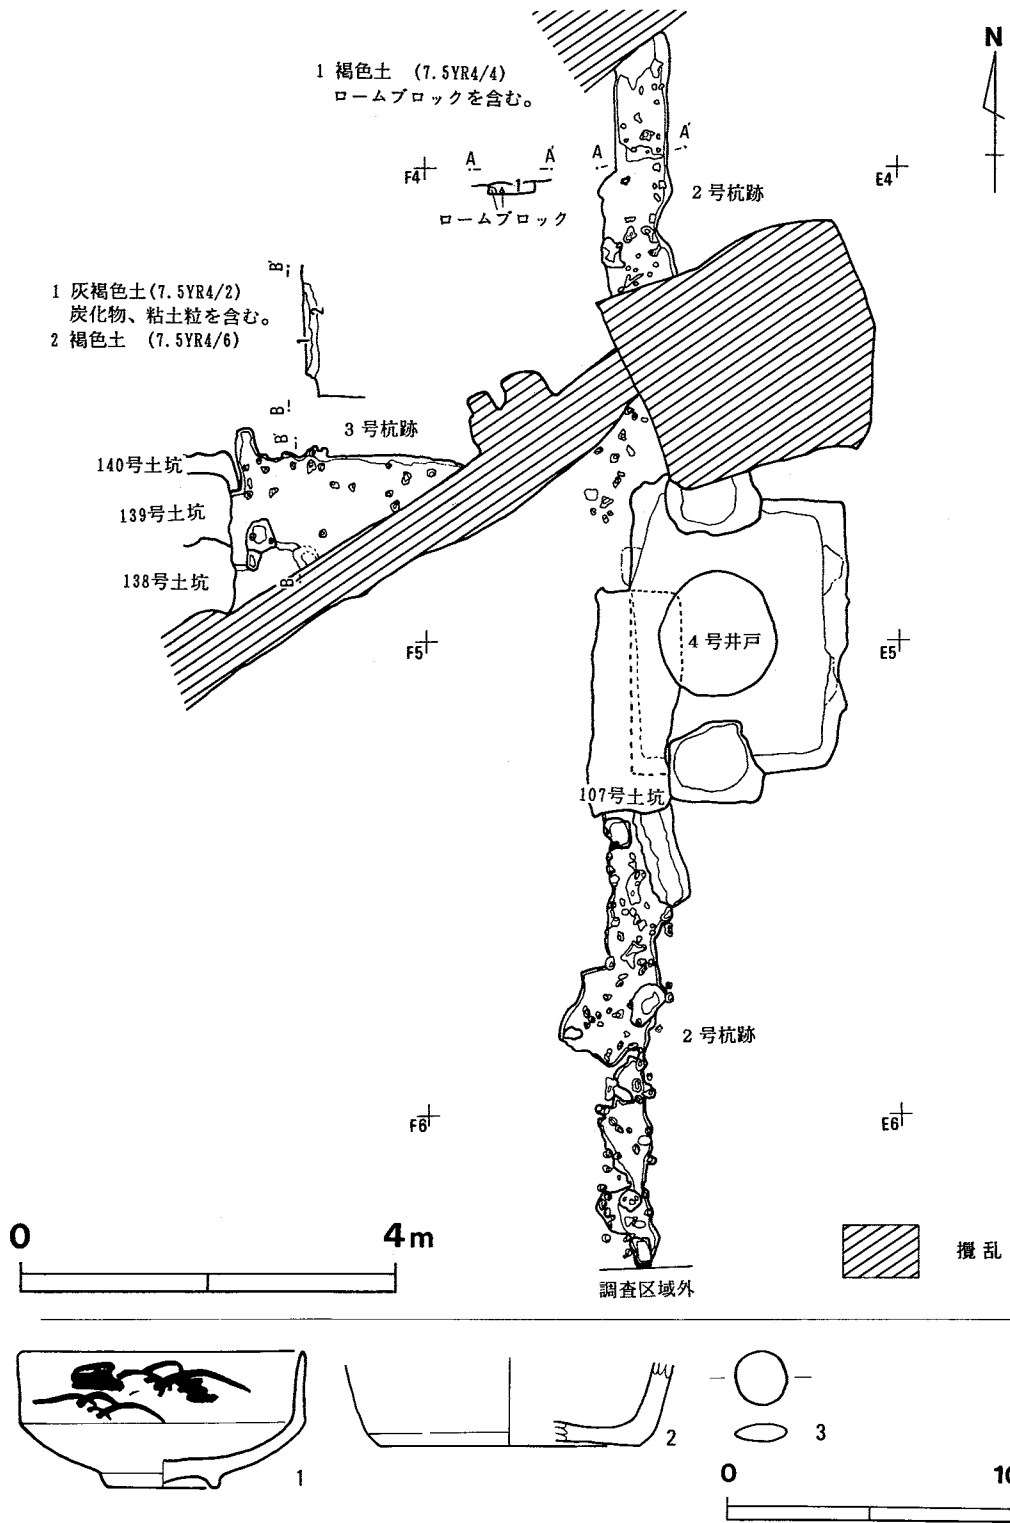 N
1 褐色土 (7.5YR4/4)
ロームブロックを含む。
A A′ A A′
F4 E4
1
ロームブロック
2号杭跡
B′
1 灰褐色土(7.5YR4/2)
炭化物、粘土粒を含む。
2 褐色土 (7.5YR4/6)
1 2
B
B′
3号杭跡
140号土坑
139号土坑
138号土坑
B
4号井戸
F5 E5
107号土坑
2号杭跡
F6 E6
0 4m
攪乱
調査区域外
1
2
3
0 10